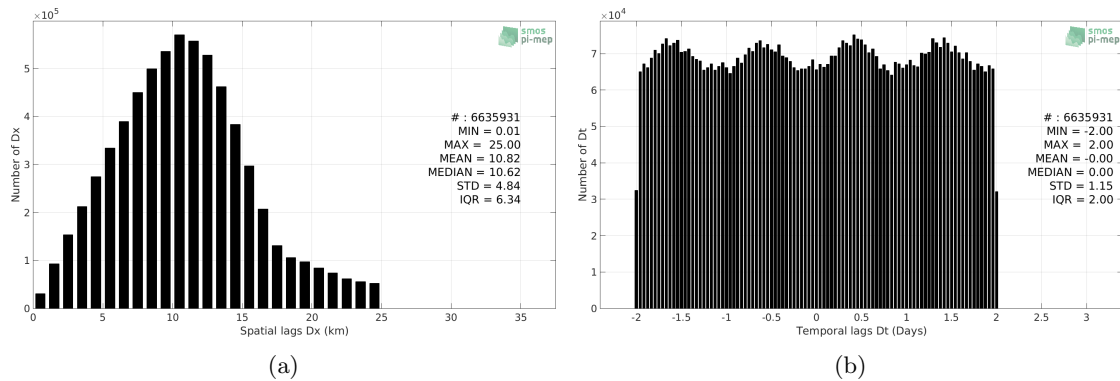 ×10⁵
smos
pi-mep
5
4
3
2
1
0
Number of Dx
# : 6635931
MIN = 0.01
MAX = 25.00
MEAN = 10.82
MEDIAN = 10.62
STD = 4.84
IQR = 6.34
0 5 10 15 20 25 30 35
Spatial lags Dx (km)
(a)
×10⁴
smos
pi-mep
7
6
5
4
3
2
1
0
Number of Dt
# : 6635931
MIN = -2.00
MAX = 2.00
MEAN = -0.00
MEDIAN = 0.00
STD = 1.15
IQR = 2.00
-2 -1.5 -1 -0.5 0 0.5 1 1.5 2 2.5 3
Temporal lags Dt (Days)
(b)